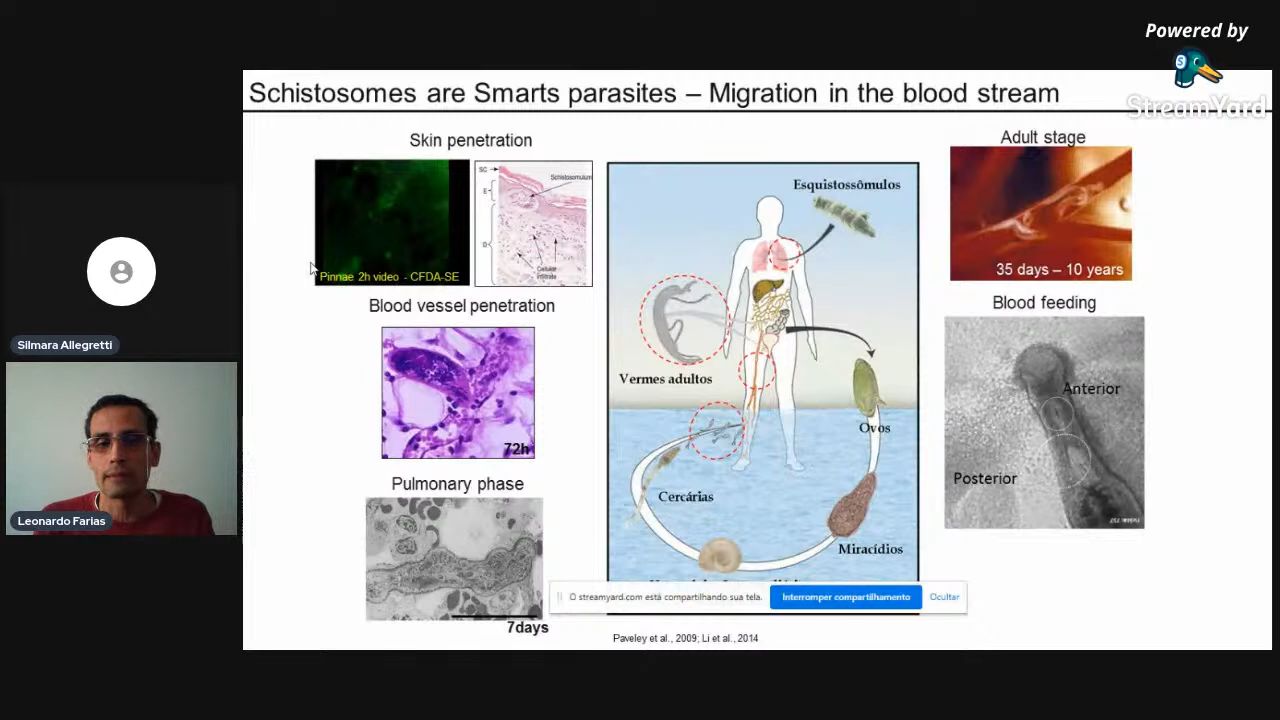 Powered by
StreamYard
Schistosomes are Smarts parasites – Migration in the blood stream
Skin penetration
SC
Schistosomulum
E
D
Cellular
infiltrate
Pinnae 2h video - CFDA-SE
Blood vessel penetration
72h
Pulmonary phase
7days
Esquistossômulos
Vermes adultos
Ovos
Cercárias
Miracídios
O streamyard.com está compartilhando sua tela.
Interromper compartilhamento
Ocultar
Paveley et al., 2009; Li et al., 2014
Adult stage
35 days – 10 years
Blood feeding
Anterior
Posterior
Silmara Allegretti
Leonardo Farias